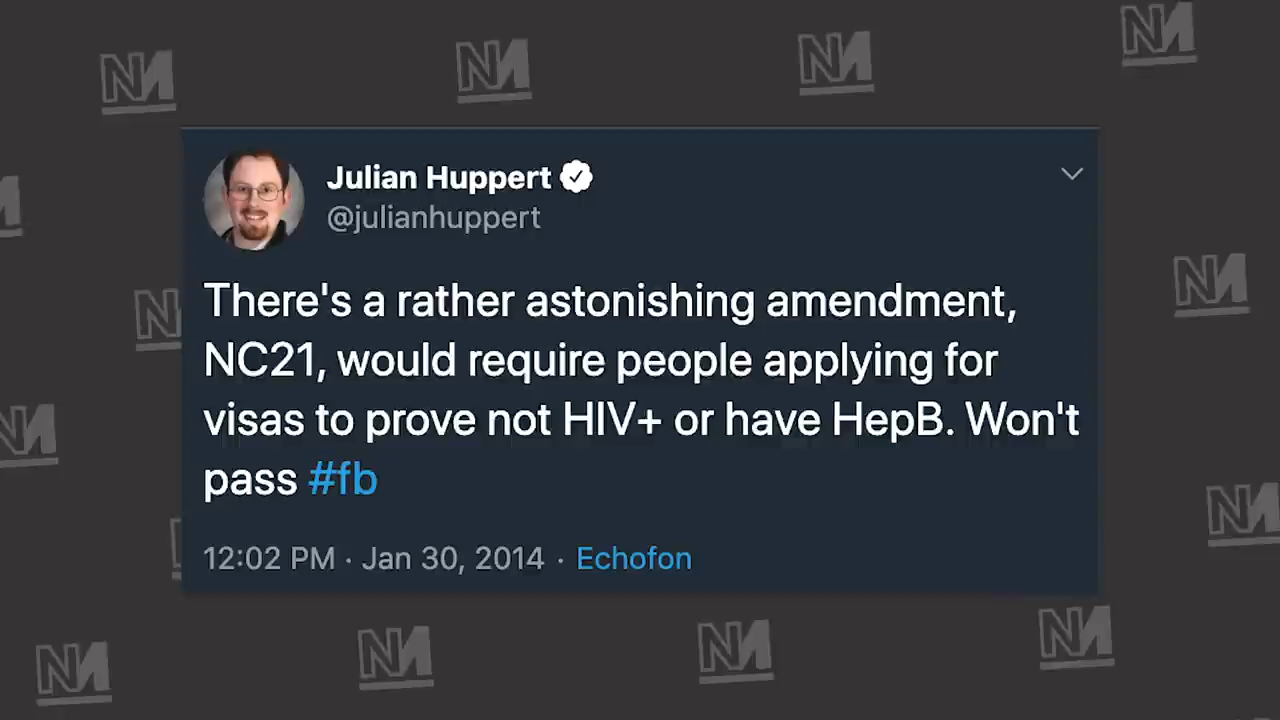 Julian Huppert
@julianhuppert
There's a rather astonishing amendment,
NC21, would require people applying for
visas to prove not HIV+ or have HepB. Won't
pass #fb
12:02 PM · Jan 30, 2014 · Echofon